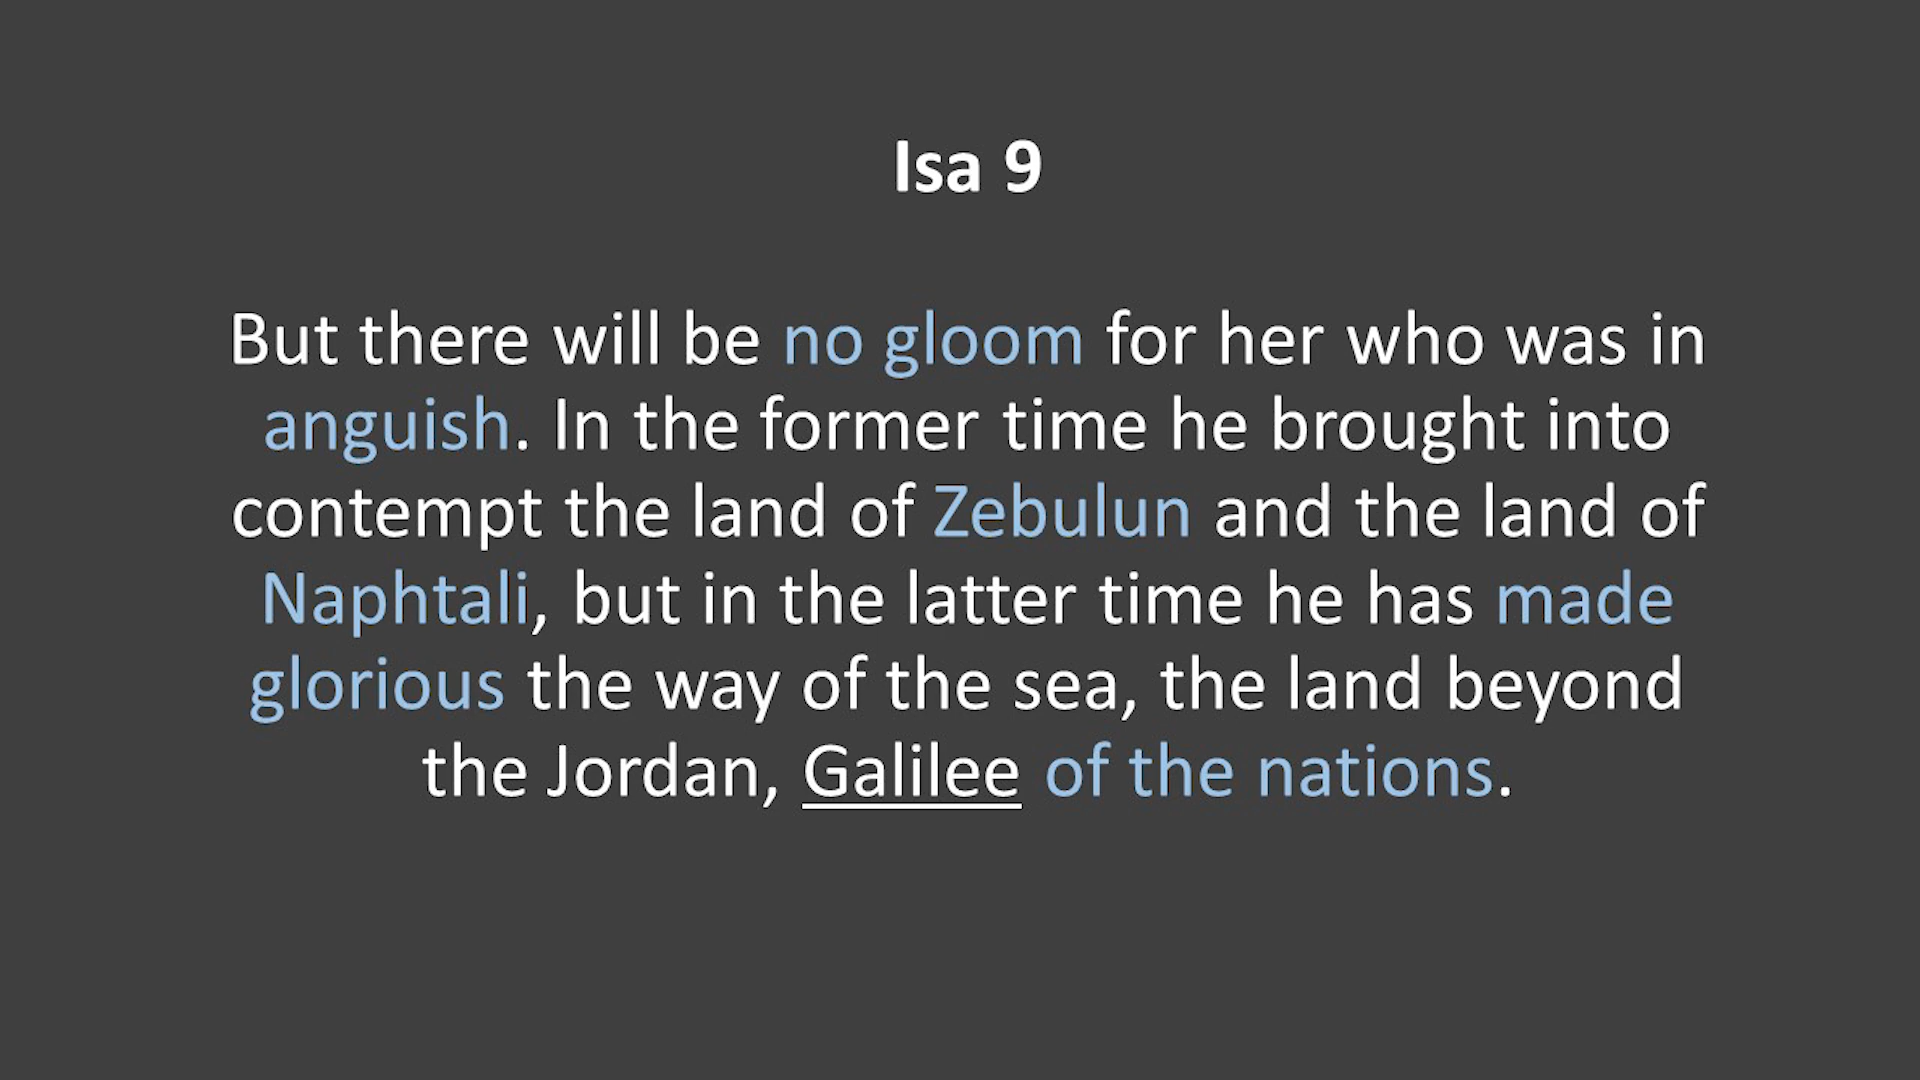 Isa 9
But there will be no gloom for her who was in
anguish. In the former time he brought into
contempt the land of Zebulun and the land of
Naphtali, but in the latter time he has made
glorious the way of the sea, the land beyond
the Jordan, Galilee of the nations.